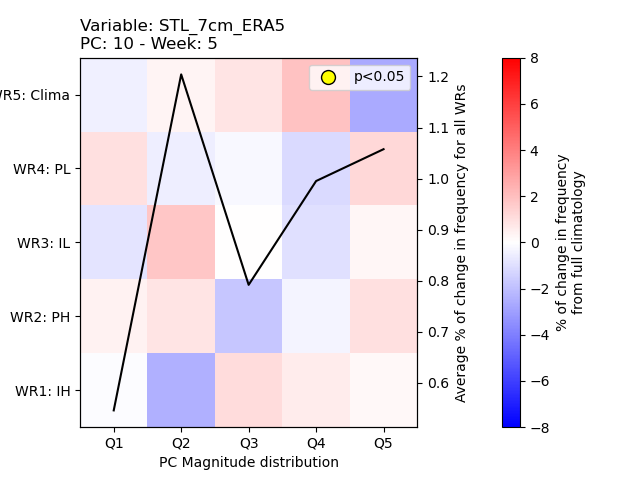 Variable: STL_7cm_ERA5
PC: 10 - Week: 5
p<0.05
WR5: Clima
WR4: PL
WR3: IL
WR2: PH
WR1: IH
Q1 Q2 Q3 Q4 Q5
PC Magnitude distribution
1.2
1.1
1.0
0.9
0.8
0.7
0.6
Average % of change in frequency for all WRs
8
6
4
2
0
−2
−4
−6
−8
% of change in frequency
from full climatology